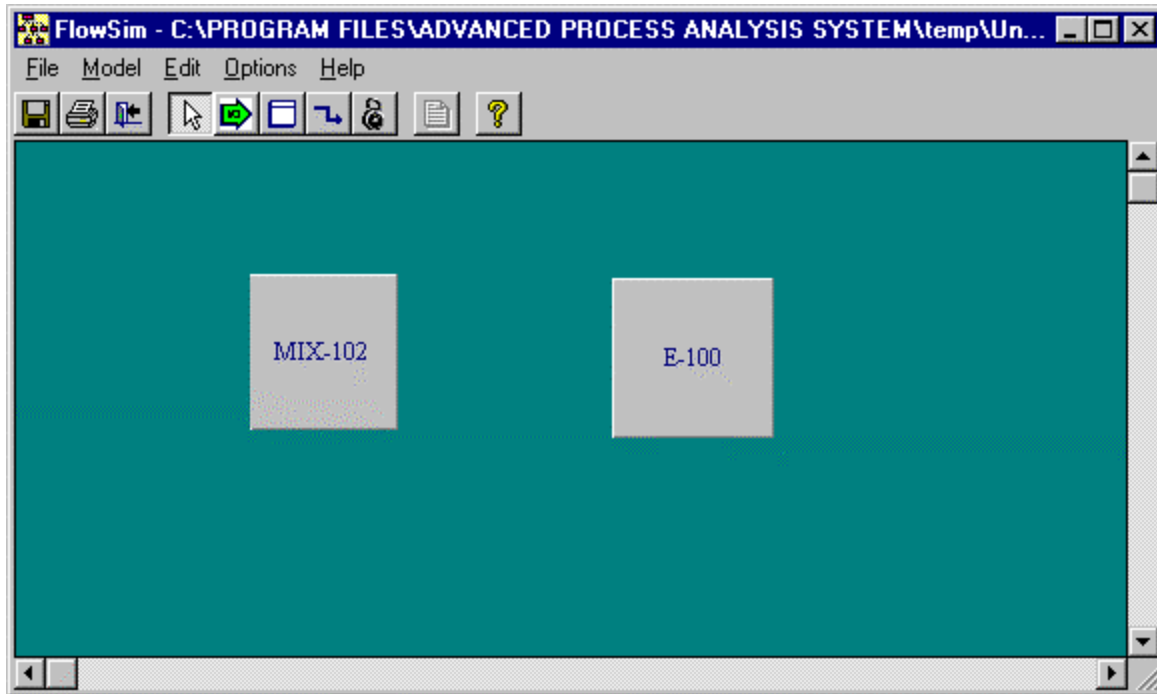 FlowSim - C:\PROGRAM FILES\ADVANCED PROCESS ANALYSIS SYSTEM\temp\Un...
File Model Edit Options Help
I/O ?
MIX-102 E-100